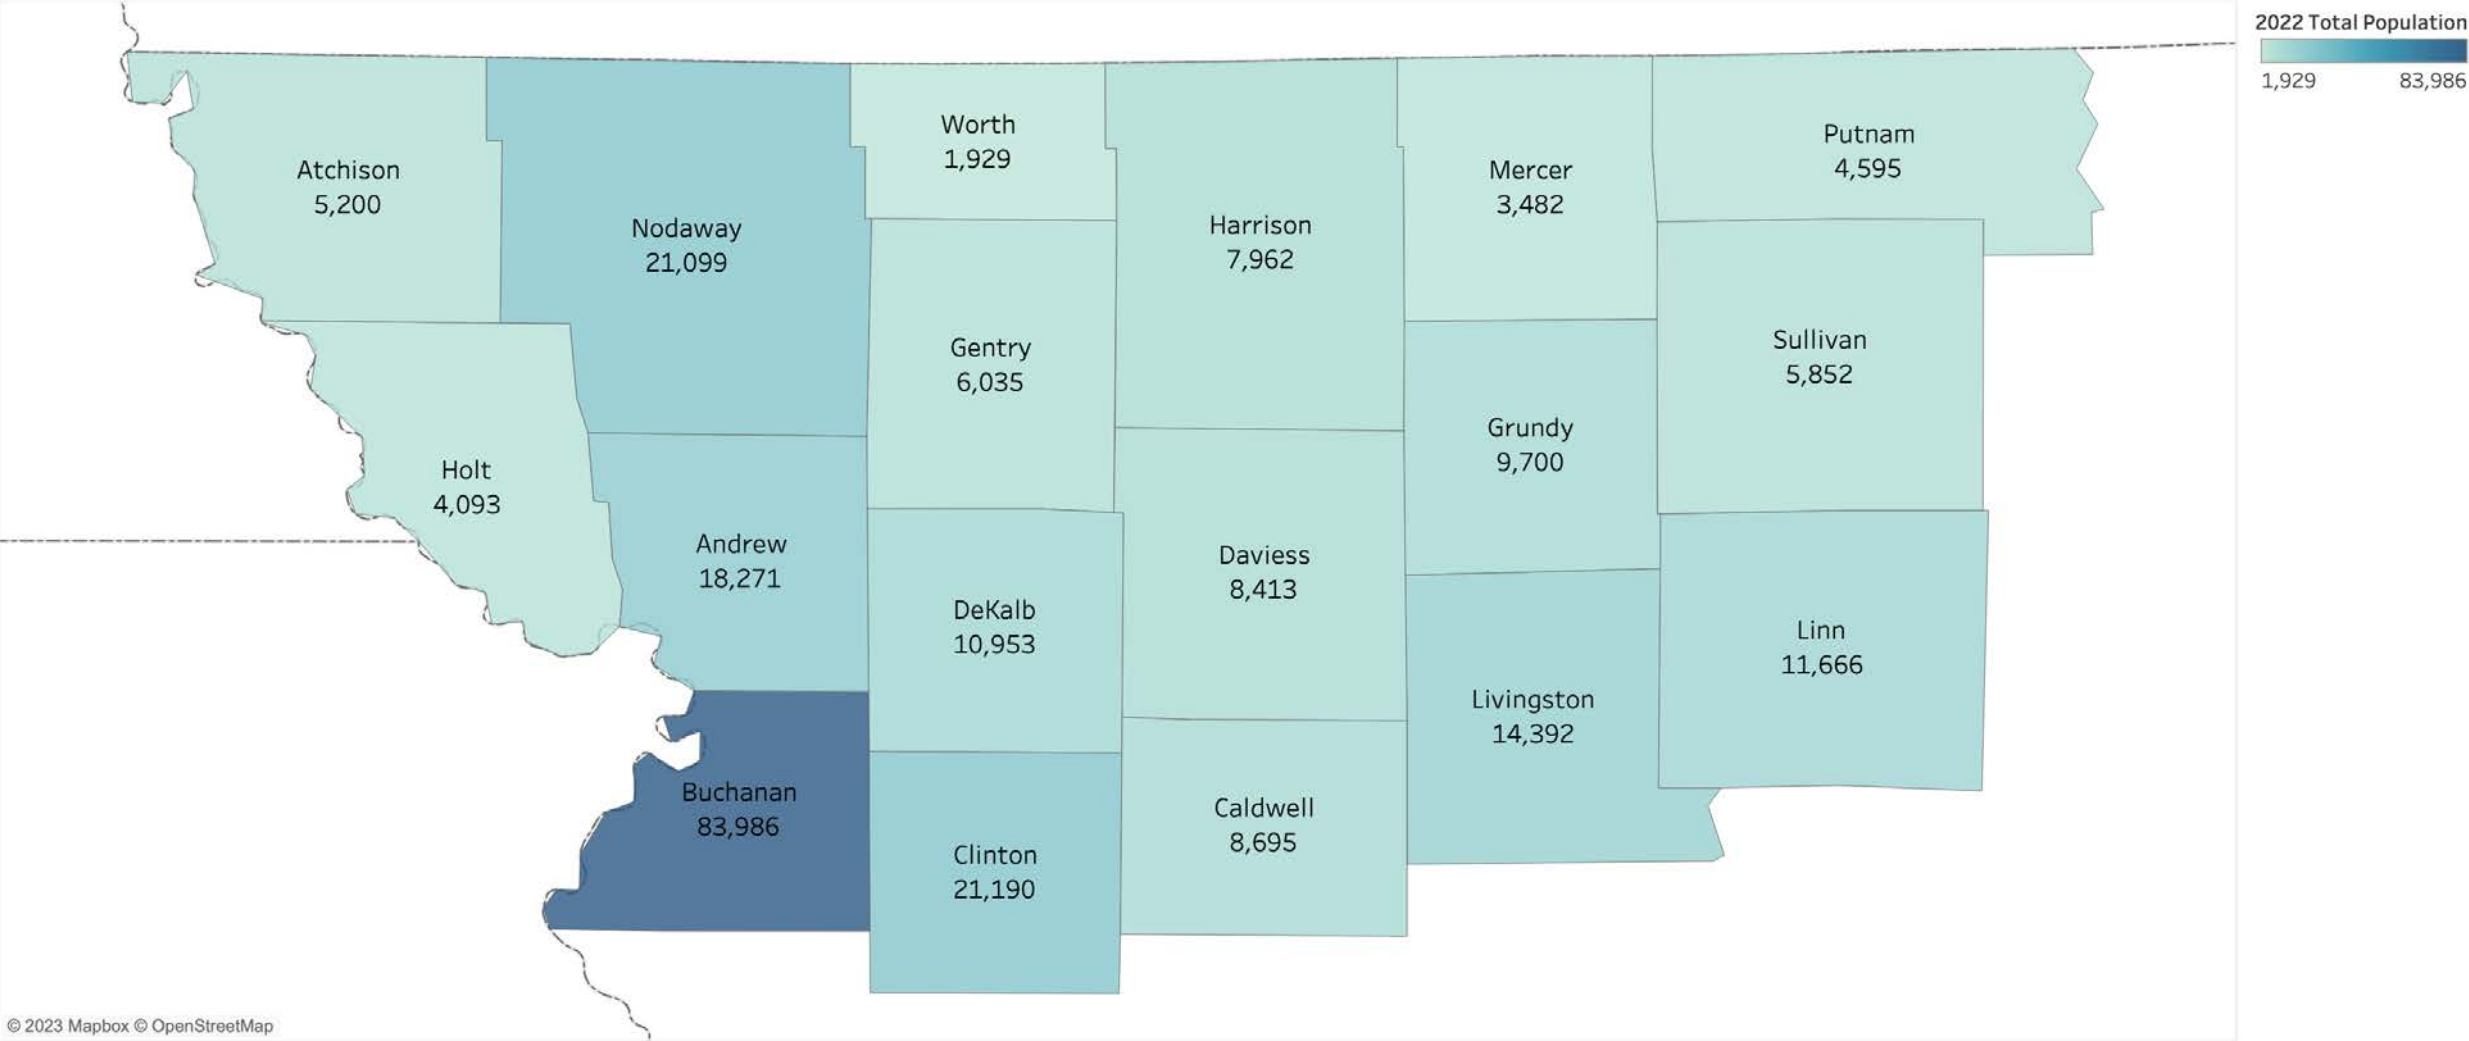 2022 Total Population
1,929 83,986
Worth
1,929
Putnam
4,595
Atchison
5,200
Mercer
3,482
Nodaway
21,099
Harrison
7,962
Gentry
6,035
Sullivan
5,852
Grundy
9,700
Holt
4,093
Andrew
18,271
Daviess
8,413
DeKalb
10,953
Linn
11,666
Livingston
14,392
Buchanan
83,986
Caldwell
8,695
Clinton
21,190
© 2023 Mapbox © OpenStreetMap